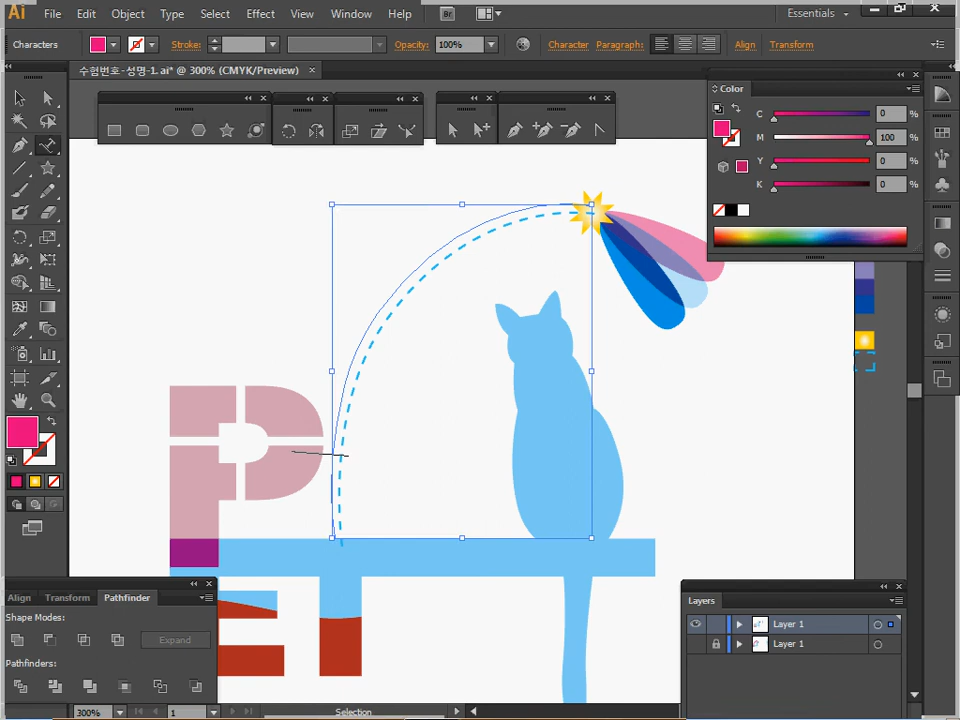 Ai File Edit Object Type Select Effect View Window Help Br Essentials
Characters Stroke: Opacity: 100% Character Paragraph: Align Transform
수험번호-성명-1.ai* @ 300% (CMYK/Preview)
Color
C 0 %
M 100 %
Y 0 %
K 0 %
P
ET
Align Transform Pathfinder
Shape Modes:
Expand
Pathfinders:
Layers
Layer 1
Layer 1
300% 1 Selection